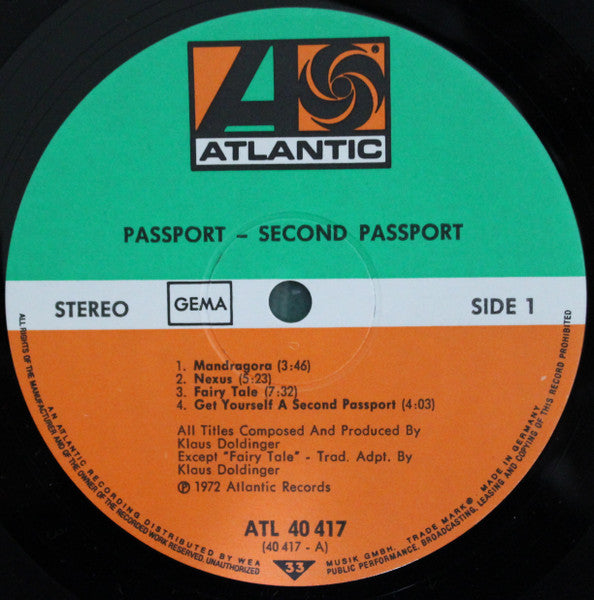 ATLANTIC
PASSPORT – SECOND PASSPORT
STEREO
GEMA
SIDE 1
1. Mandragora (3:46)
2. Nexus (5:23)
3. Fairy Tale (7:32)
4. Get Yourself A Second Passport (4:03)
All Titles Composed And Produced By
Klaus Doldinger
Except "Fairy Tale" - Trad. Adpt. By
Klaus Doldinger
℗ 1972 Atlantic Records
ATL 40 417
(40 417 - A)
33
ALL RIGHTS OF THE MANUFACTURER AND OF THE OWNER OF THE RECORDED WORK RESERVED. UNAUTHORIZED PUBLIC PERFORMANCE, BROADCASTING, LEASING AND COPYING OF THIS RECORD PROHIBITED
AN ATLANTIC RECORDING DISTRIBUTED BY WEA MUSIK GMBH. TRADE MARK® MADE IN GERMANY